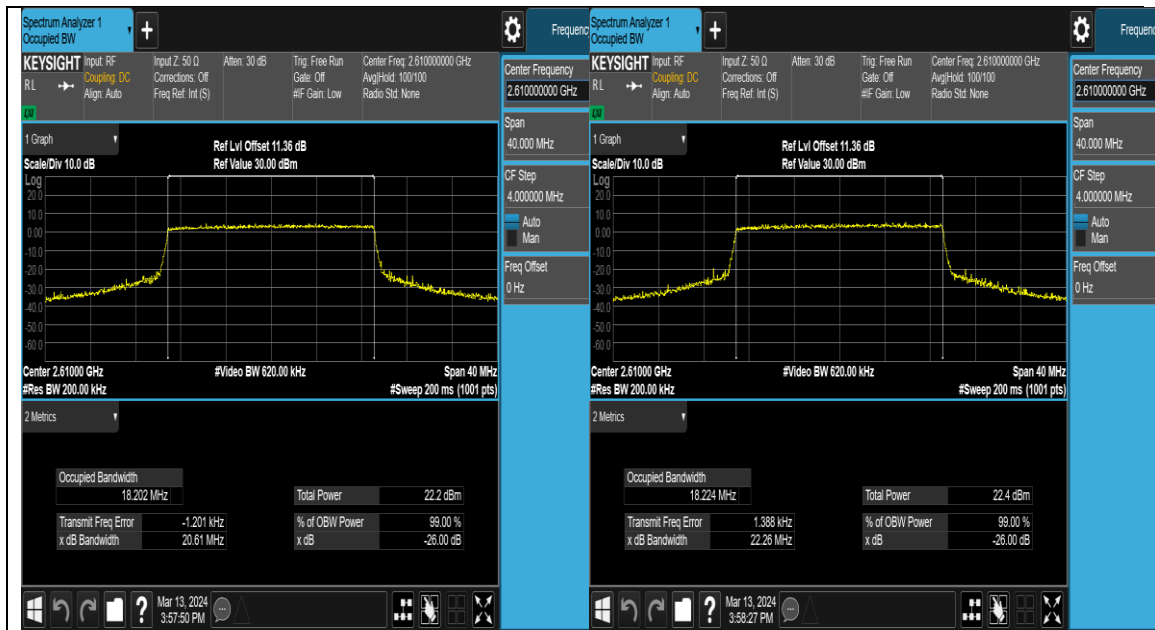 Spectrum Analyzer 1
Occupied BW
+
Frequenc
KEYSIGHT
R L
Input: RF
Coupling: DC
Align: Auto
Input Z: 50 Ω
Corrections: Off
Freq Ref: Int (S)
Atten: 30 dB
Trig: Free Run
Gate: Off
#IF Gain: Low
Center Freq: 2.610000000 GHz
Avg|Hold: 100/100
Radio Std: None
Center Frequency
2.610000000 GHz
Span
40.000 MHz
CF Step
4.000000 MHz
Auto
Man
Freq Offset
0 Hz
1 Graph
Scale/Div 10.0 dB
Ref Lvl Offset 11.36 dB
Ref Value 30.00 dBm
Log
20.0
10.0
0.00
-10.0
-20.0
-30.0
-40.0
-50.0
-60.0
Center 2.61000 GHz
#Res BW 200.00 kHz
#Video BW 620.00 kHz
Span 40 MHz
#Sweep 200 ms (1001 pts)
2 Metrics
Occupied Bandwidth
18.202 MHz
Transmit Freq Error -1.201 kHz
x dB Bandwidth 20.61 MHz
Total Power 22.2 dBm
% of OBW Power 99.00 %
x dB -26.00 dB
?
Mar 13, 2024
3:57:50 PM
Spectrum Analyzer 1
Occupied BW
+
Frequenc
KEYSIGHT
R L
Input: RF
Coupling: DC
Align: Auto
Input Z: 50 Ω
Corrections: Off
Freq Ref: Int (S)
Atten: 30 dB
Trig: Free Run
Gate: Off
#IF Gain: Low
Center Freq: 2.610000000 GHz
Avg|Hold: 100/100
Radio Std: None
Center Frequency
2.610000000 GHz
Span
40.000 MHz
CF Step
4.000000 MHz
Auto
Man
Freq Offset
0 Hz
1 Graph
Scale/Div 10.0 dB
Ref Lvl Offset 11.36 dB
Ref Value 30.00 dBm
Log
20.0
10.0
0.00
-10.0
-20.0
-30.0
-40.0
-50.0
-60.0
Center 2.61000 GHz
#Res BW 200.00 kHz
#Video BW 620.00 kHz
Span 40 MHz
#Sweep 200 ms (1001 pts)
2 Metrics
Occupied Bandwidth
18.224 MHz
Transmit Freq Error 1.388 kHz
x dB Bandwidth 22.26 MHz
Total Power 22.4 dBm
% of OBW Power 99.00 %
x dB -26.00 dB
?
Mar 13, 2024
3:58:27 PM